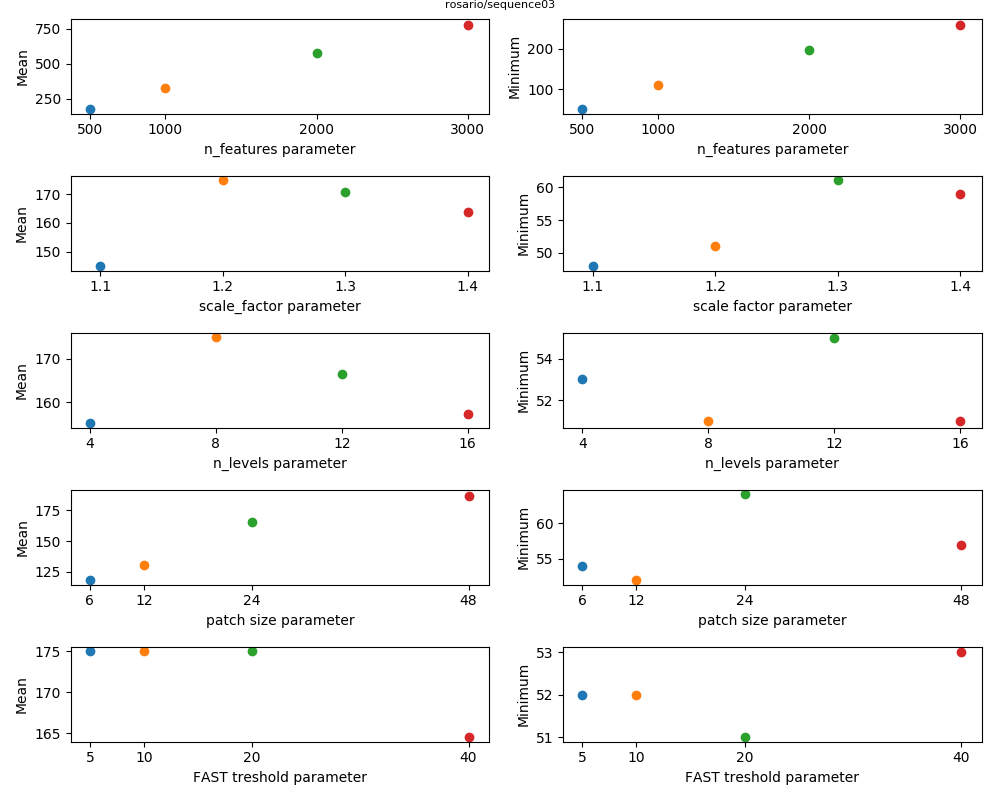 rosario/sequence03
750
500
250
Mean
500 1000 2000 3000
n_features parameter
200
100
Minimum
500 1000 2000 3000
n_features parameter
170
160
150
Mean
1.1 1.2 1.3 1.4
scale_factor parameter
60
55
50
Minimum
1.1 1.2 1.3 1.4
scale factor parameter
170
160
Mean
4 8 12 16
n_levels parameter
54
52
Minimum
4 8 12 16
n_levels parameter
175
150
125
Mean
6 12 24 48
patch size parameter
60
55
Minimum
6 12 24 48
patch size parameter
175
170
165
Mean
5 10 20 40
FAST treshold parameter
53
52
51
Minimum
5 10 20 40
FAST treshold parameter